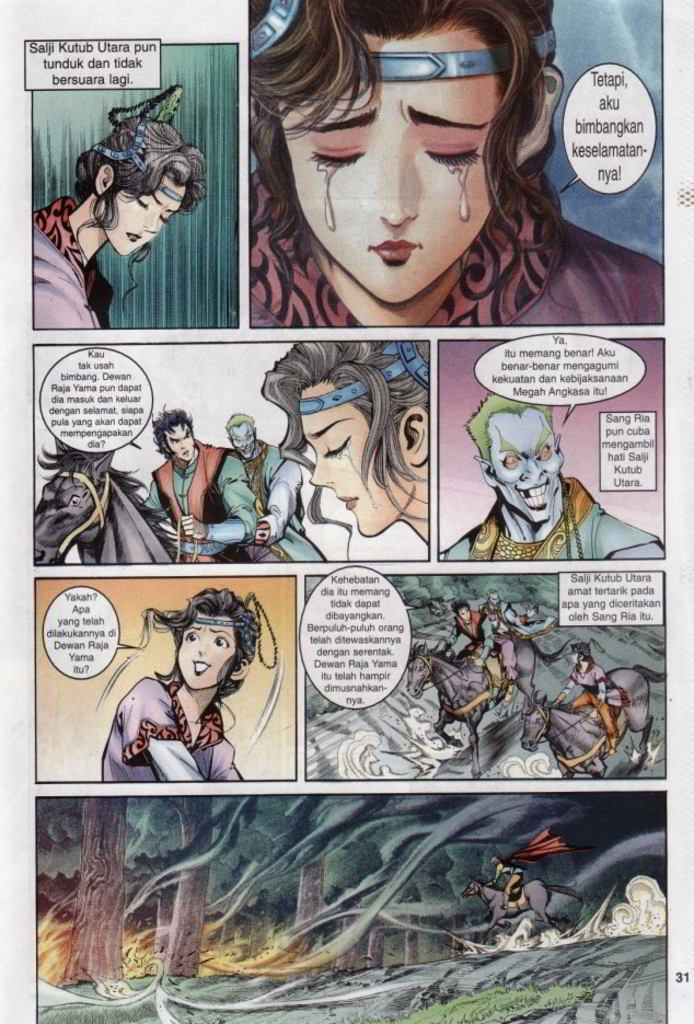 Salji Kutub Utara pun
tunduk dan tidak
bersuara lagi.
Tetapi,
aku
bimbangkan
keselamatan-
nya!
Kau
tak usah
bimbang. Dewan
Raja Yama pun dapat
dia masuk dan keluar
dengan selamat, siapa
pula yang akan dapat
mempengapakan
dia?
Ya,
itu memang benar! Aku
benar-benar mengagumi
kekuatan dan kebijaksanaan
Megah Angkasa itu!
Sang Ria
pun cuba
mengambil
hati Salji
Kutub
Utara.
Yakah?
Apa
yang telah
dilakukannya di
Dewan Raja
Yama
itu?
Kehebatan
dia itu memang
tidak dapat
dibayangkan.
Berpuluh-puluh orang
telah ditewaskannya
dengan serentak.
Dewan Raja Yama
itu telah hampir
dimusnahkan-
nya.
Salji Kutub Utara
amat tertarik pada
apa yang diceritakan
oleh Sang Ria itu.
31